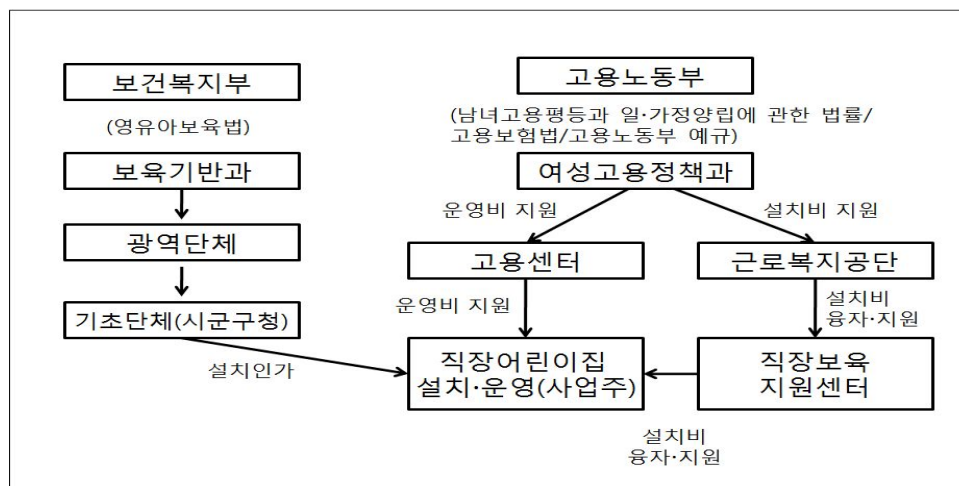 보건복지부
(영유아보육법)
보육기반과
광역단체
기초단체(시군구청)
설치인가
고용노동부
(남녀고용평등과 일·가정양립에 관한 법률/
고용보험법/고용노동부 예규)
여성고용정책과
운영비 지원
설치비 지원
고용센터
근로복지공단
운영비 지원
설치비
융자·지원
직장어린이집
설치·운영(사업주)
직장보육
지원센터
설치비
융자·지원